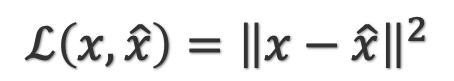 ℒ(𝑥, 𝑥̂) = ‖𝑥 − 𝑥̂‖²